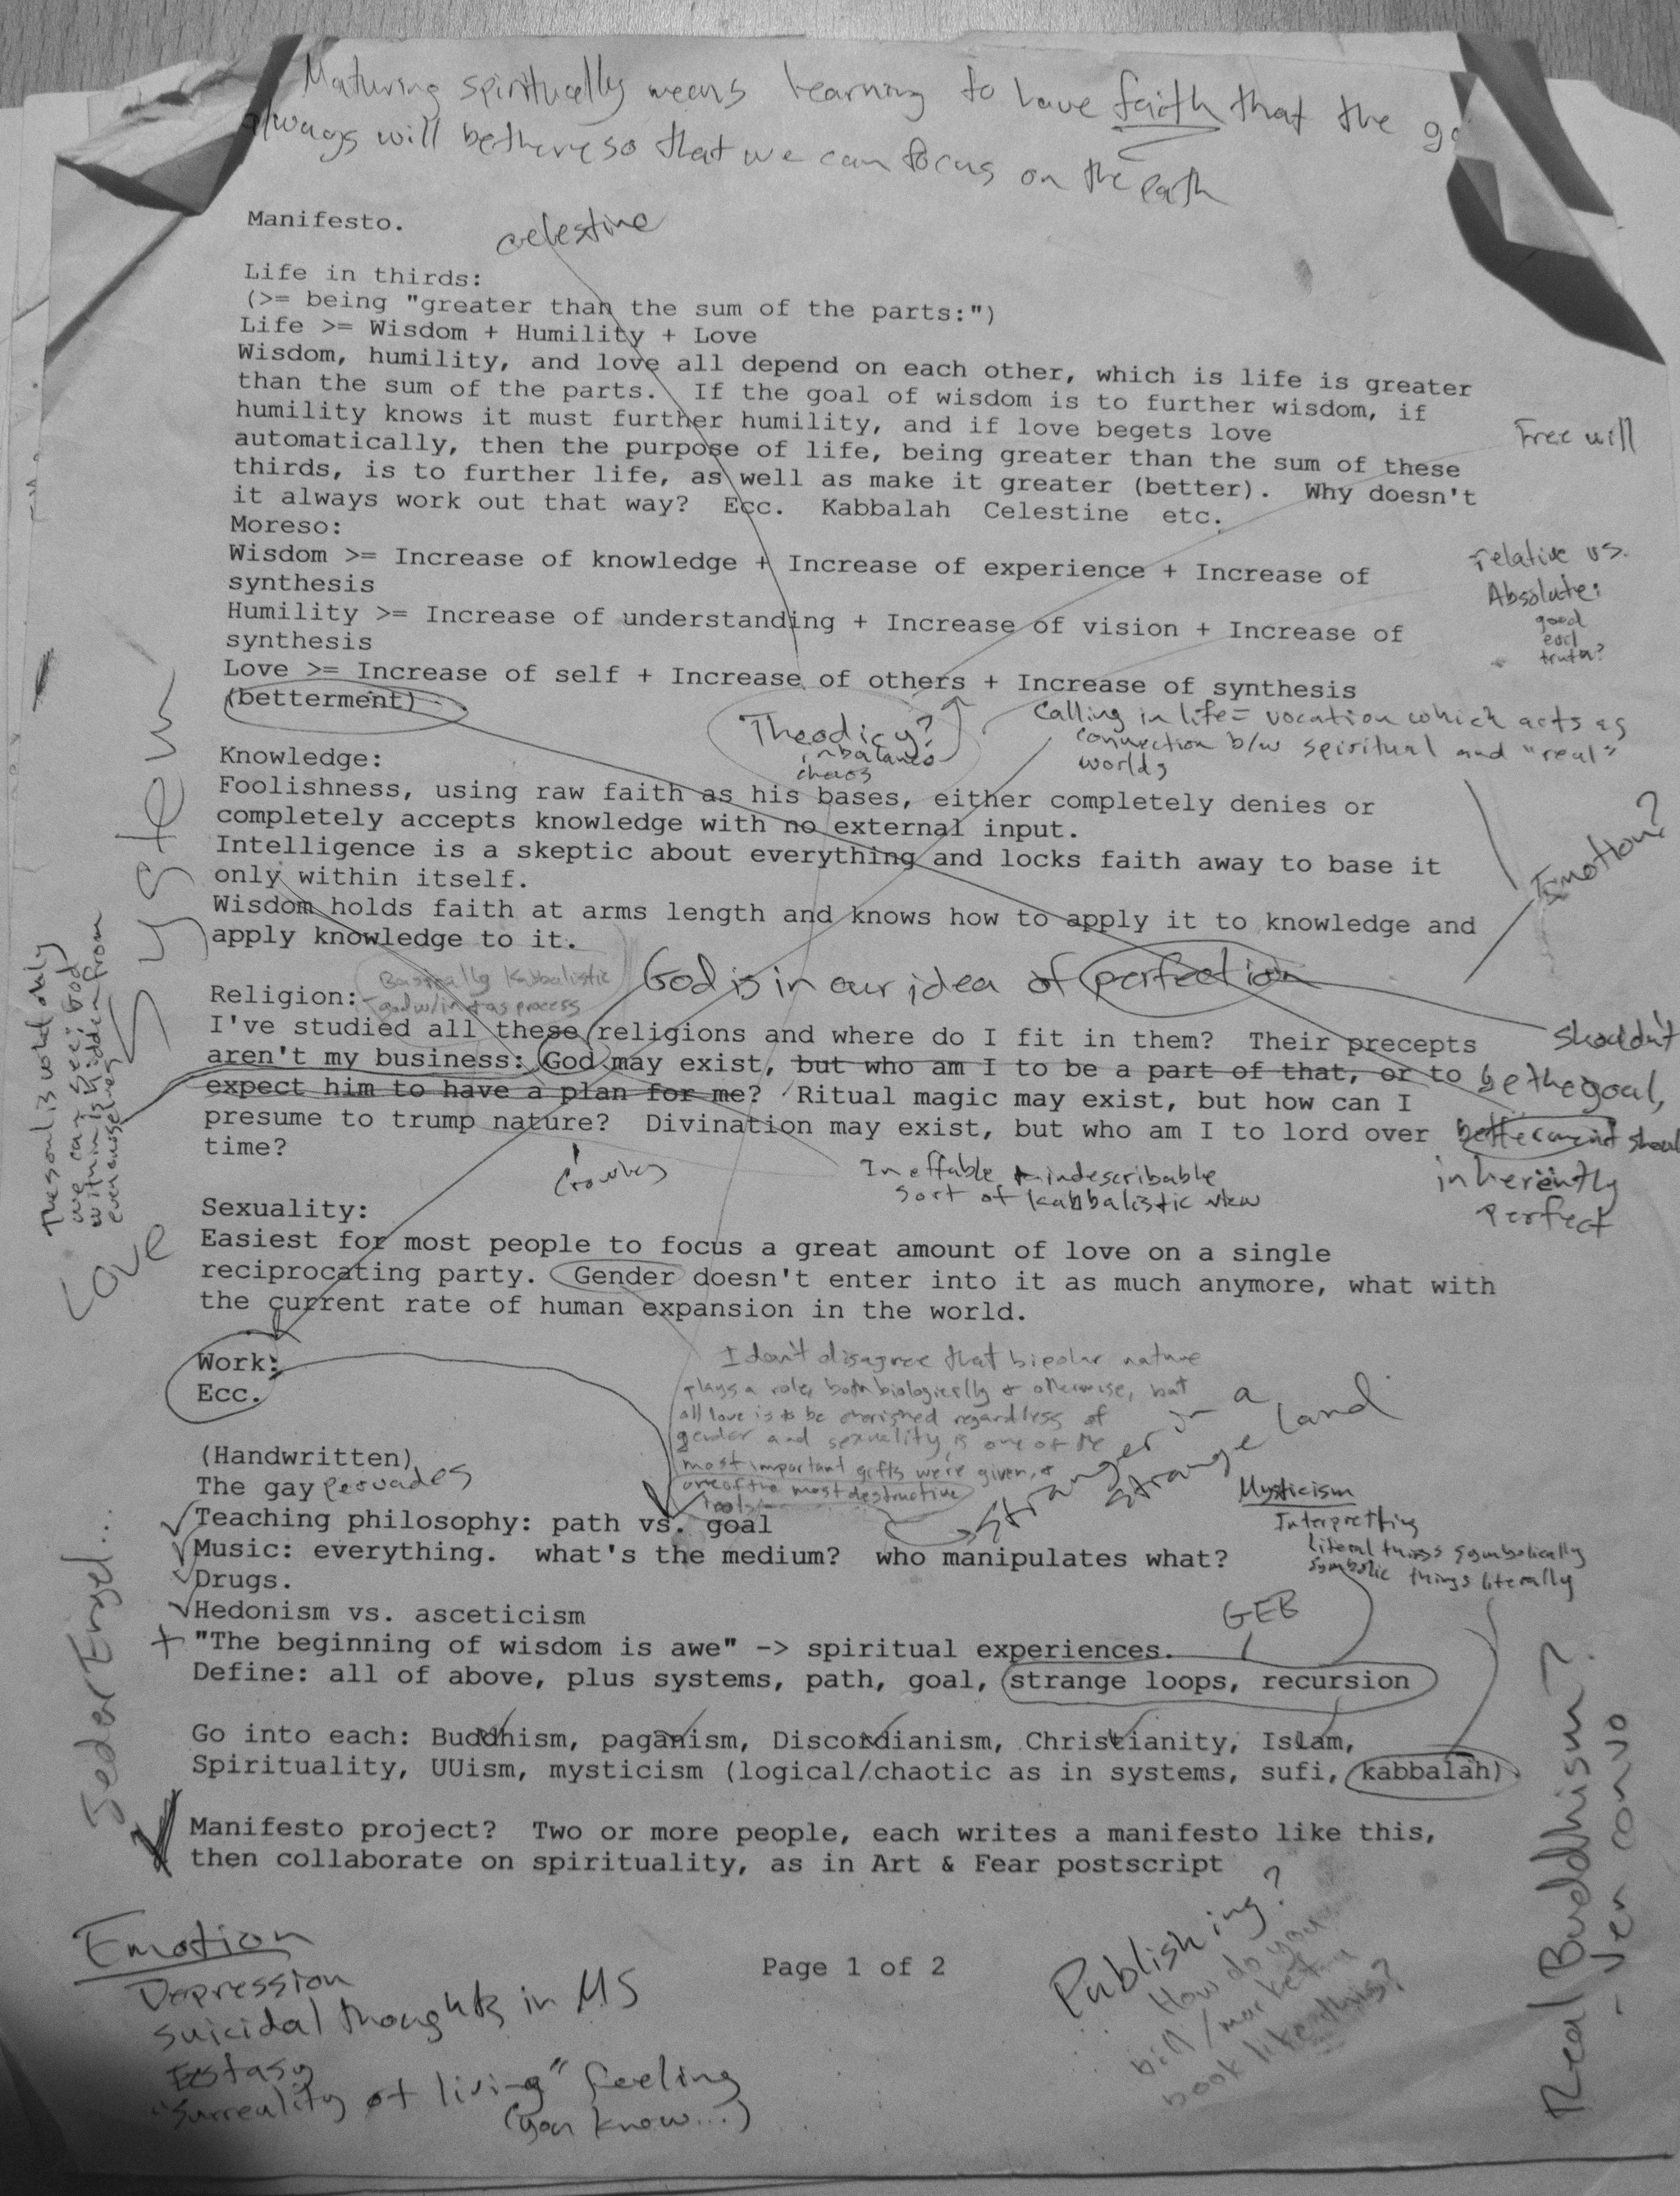 Maturing spiritually means learning to have faith that the
always will be there so that we can focus on the path
Manifesto.
celestine
Life in thirds:
(>= being "greater than the sum of the parts:")
Life >= Wisdom + Humility + Love
Wisdom, humility, and love all depend on each other, which is life is greater
than the sum of the parts.  If the goal of wisdom is to further wisdom, if
humility knows it must further humility, and if love begets love
automatically, then the purpose of life, being greater than the sum of these
thirds, is to further life, as well as make it greater (better).  Why doesn't
it always work out that way?  Ecc.  Kabbalah  Celestine  etc.
Free will
Moreso:
Wisdom >= Increase of knowledge + Increase of experience + Increase of
synthesis
Humility >= Increase of understanding + Increase of vision + Increase of
synthesis
Love >= Increase of self + Increase of others + Increase of synthesis
(betterment)
relative vs.
Absolute:
good
evil
truth?
Theodicy?
imbalance
chaos
Calling in life = vocation which acts as
connection b/w spiritual and "real"
worlds
Knowledge:
Foolishness, using raw faith as his bases, either completely denies or
completely accepts knowledge with no external input.
Intelligence is a skeptic about everything and locks faith away to base it
only within itself.
Wisdom holds faith at arms length and knows how to apply it to knowledge and
apply knowledge to it.
Emotion?
System
Basically Kabbalistic
God w/in + as process
God is in our idea of perfection
shouldn't
be the goal,
betterment should
inherently
perfect
Religion:
I've studied all these religions and where do I fit in them?  Their precepts
aren't my business: God may exist, but who am I to be a part of that, or to
expect him to have a plan for me?  Ritual magic may exist, but how can I
presume to trump nature?  Divination may exist, but who am I to lord over
time?
Crowley
Ineffable indescribable
sort of kabbalistic view
The soul is world only
we can see: God
within is hidden from
even ourselves
Love
Sexuality:
Easiest for most people to focus a great amount of love on a single
reciprocating party.  Gender doesn't enter into it as much anymore, what with
the current rate of human expansion in the world.
Work:
Ecc.
I don't disagree that bipolar nature
plays a role, both biologically + otherwise, but
all love is to be cherished regardless of
gender and sexuality is one of the
most important gifts we're given, +
one of the most destructive
tools
Stranger in a
Strange Land
(Handwritten)
The gay pervades
Teaching philosophy: path vs. goal
Music: everything.  what's the medium?  who manipulates what?
Drugs.
Hedonism vs. asceticism
+ "The beginning of wisdom is awe" -> spiritual experiences.
Define: all of above, plus systems, path, goal, strange loops, recursion
Mysticism
Interpretting
literal things symbolically
symbolic things literally
GEB
Go into each: Buddhism, paganism, Discordianism, Christianity, Islam,
Spirituality, UUism, mysticism (logical/chaotic as in systems, sufi, kabbalah)
Manifesto project?  Two or more people, each writes a manifesto like this,
then collaborate on spirituality, as in Art & Fear postscript
Real Buddhism?
- Jen convo
Emotion
Depression
suicidal thoughts in MS
Estasy
"Surreality of living" feeling
(you know...)
Page 1 of 2
Publishing?
How do you
bill/market a
book like this?